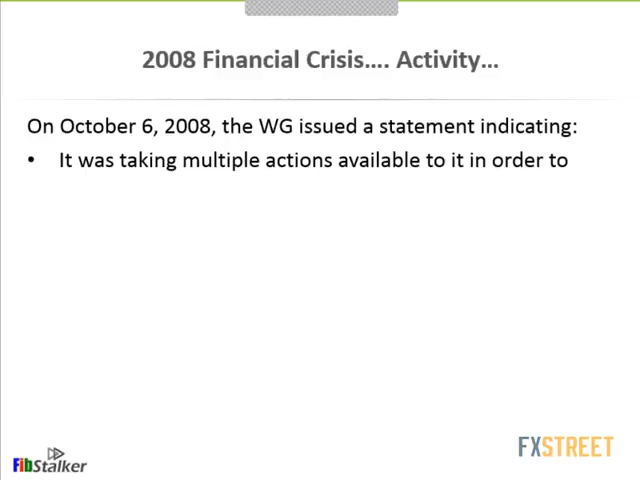 2008 Financial Crisis…. Activity…
On October 6, 2008, the WG issued a statement indicating:
• It was taking multiple actions available to it in order to
FibStalker
FXSTREET